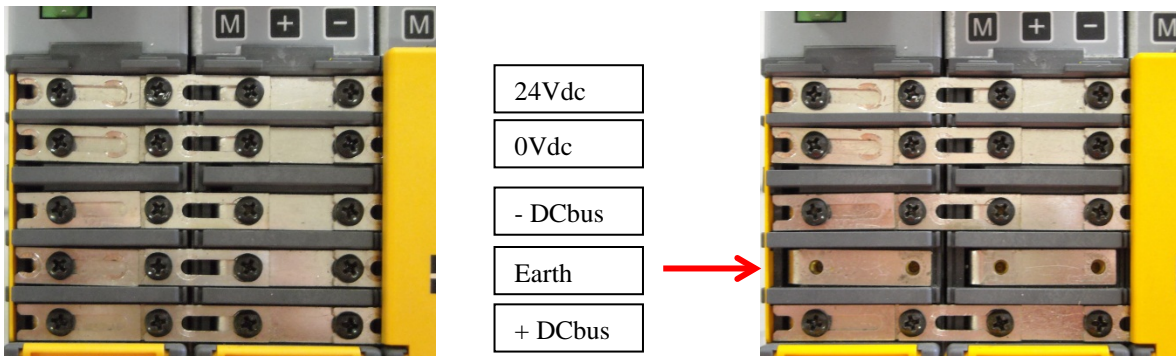 M + - M
24Vdc
0Vdc
- DCbus
Earth
+ DCbus
M + - M